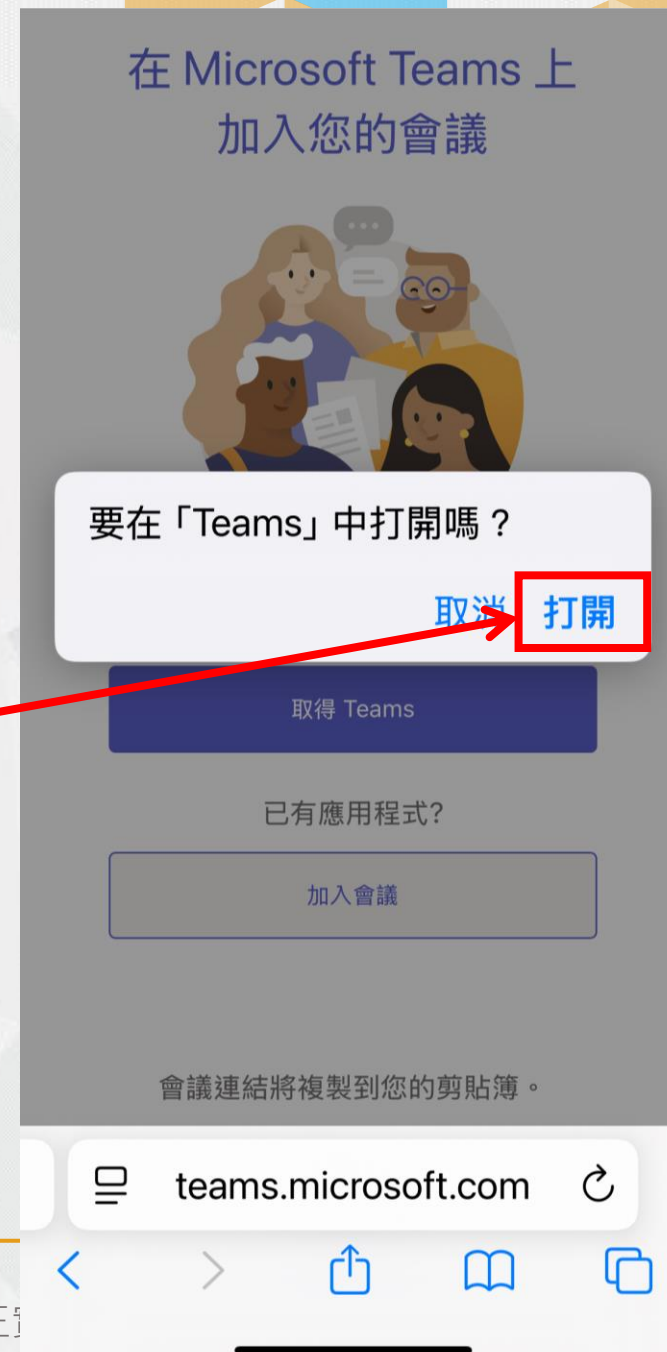 在 Microsoft Teams 上
加入您的會議
要在「Teams」中打開嗎？
取消 打開
取得 Teams
已有應用程式?
加入會議
會議連結將複製到您的剪貼簿。
teams.microsoft.com